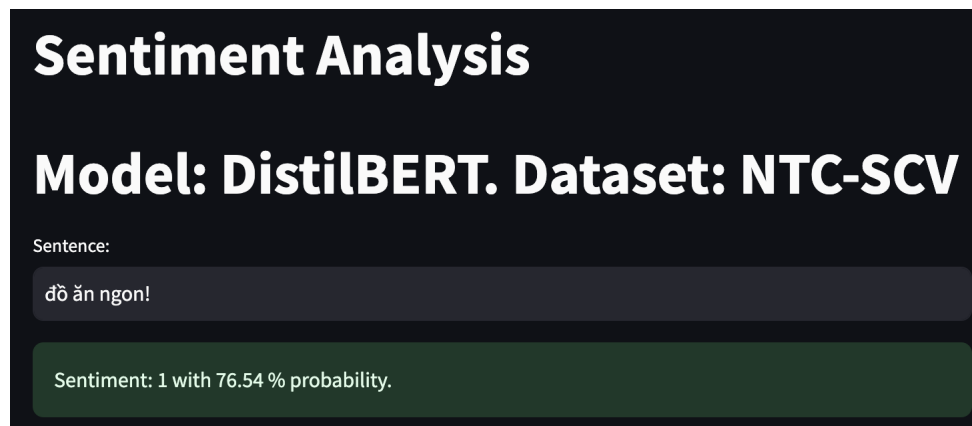 Sentiment Analysis
Model: DistilBERT. Dataset: NTC-SCV
Sentence:
đồ ăn ngon!
Sentiment: 1 with 76.54 % probability.